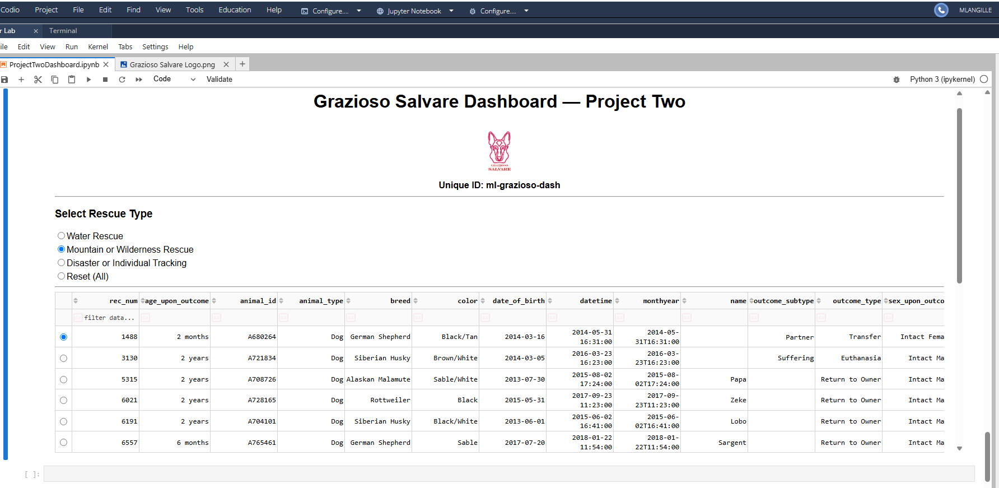 Codio Project File Edit Find View Tools Education Help Configure.... Jupyter Notebook Configure.... MLANGILLE
r Lab Terminal
ile Edit View Run Kernel Tabs Settings Help
ProjectTwoDashboard.ipynb Grazioso Salvare Logo.png
Code Validate Python 3 (ipykernel)
Grazioso Salvare Dashboard — Project Two
GRAZIOSO
SALVARE
Unique ID: ml-grazioso-dash
Select Rescue Type
Water Rescue
Mountain or Wilderness Rescue
Disaster or Individual Tracking
Reset (All)
rec_num age_upon_outcome animal_id animal_type breed color date_of_birth datetime monthyear name outcome_subtype outcome_type sex_upon_outco
filter data...
1488 2 months A680264 Dog German Shepherd Black/Tan 2014-03-16 2014-05-31 16:31:00 2014-05-31T16:31:00 Partner Transfer Intact Fema
3130 2 years A721834 Dog Siberian Husky Brown/White 2014-03-05 2016-03-23 16:23:00 2016-03-23T16:23:00 Suffering Euthanasia Intact Ma
5315 2 years A708726 Dog Alaskan Malamute Sable/White 2013-07-30 2015-08-02 17:24:00 2015-08-02T17:24:00 Papa Return to Owner Intact Ma
6021 2 years A728165 Dog Rottweiler Black 2015-05-31 2017-09-23 11:23:00 2017-09-23T11:23:00 Zeke Return to Owner Intact Ma
6191 2 years A704101 Dog Siberian Husky Black/White 2013-06-01 2015-06-02 16:41:00 2015-06-02T16:41:00 Lobo Return to Owner Intact Ma
6557 6 months A765461 Dog German Shepherd Sable 2017-07-20 2018-01-22 11:54:00 2018-01-22T11:54:00 Sargent Return to Owner Intact Ma
[ ]: